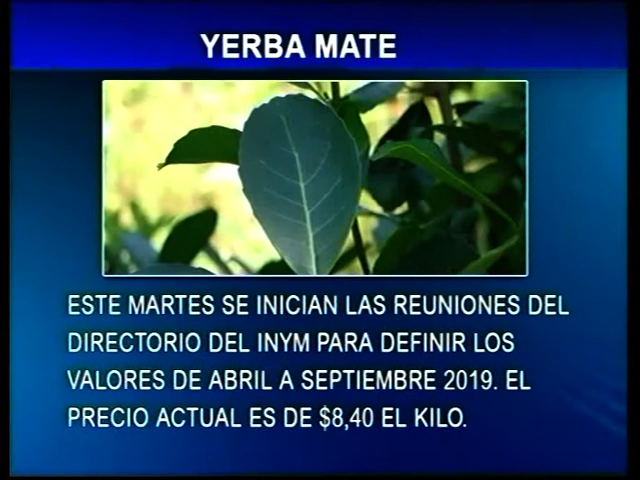 YERBA MATE
ESTE MARTES SE INICIAN LAS REUNIONES DEL
DIRECTORIO DEL INYM PARA DEFINIR LOS
VALORES DE ABRIL A SEPTIEMBRE 2019. EL
PRECIO ACTUAL ES DE $8,40 EL KILO.